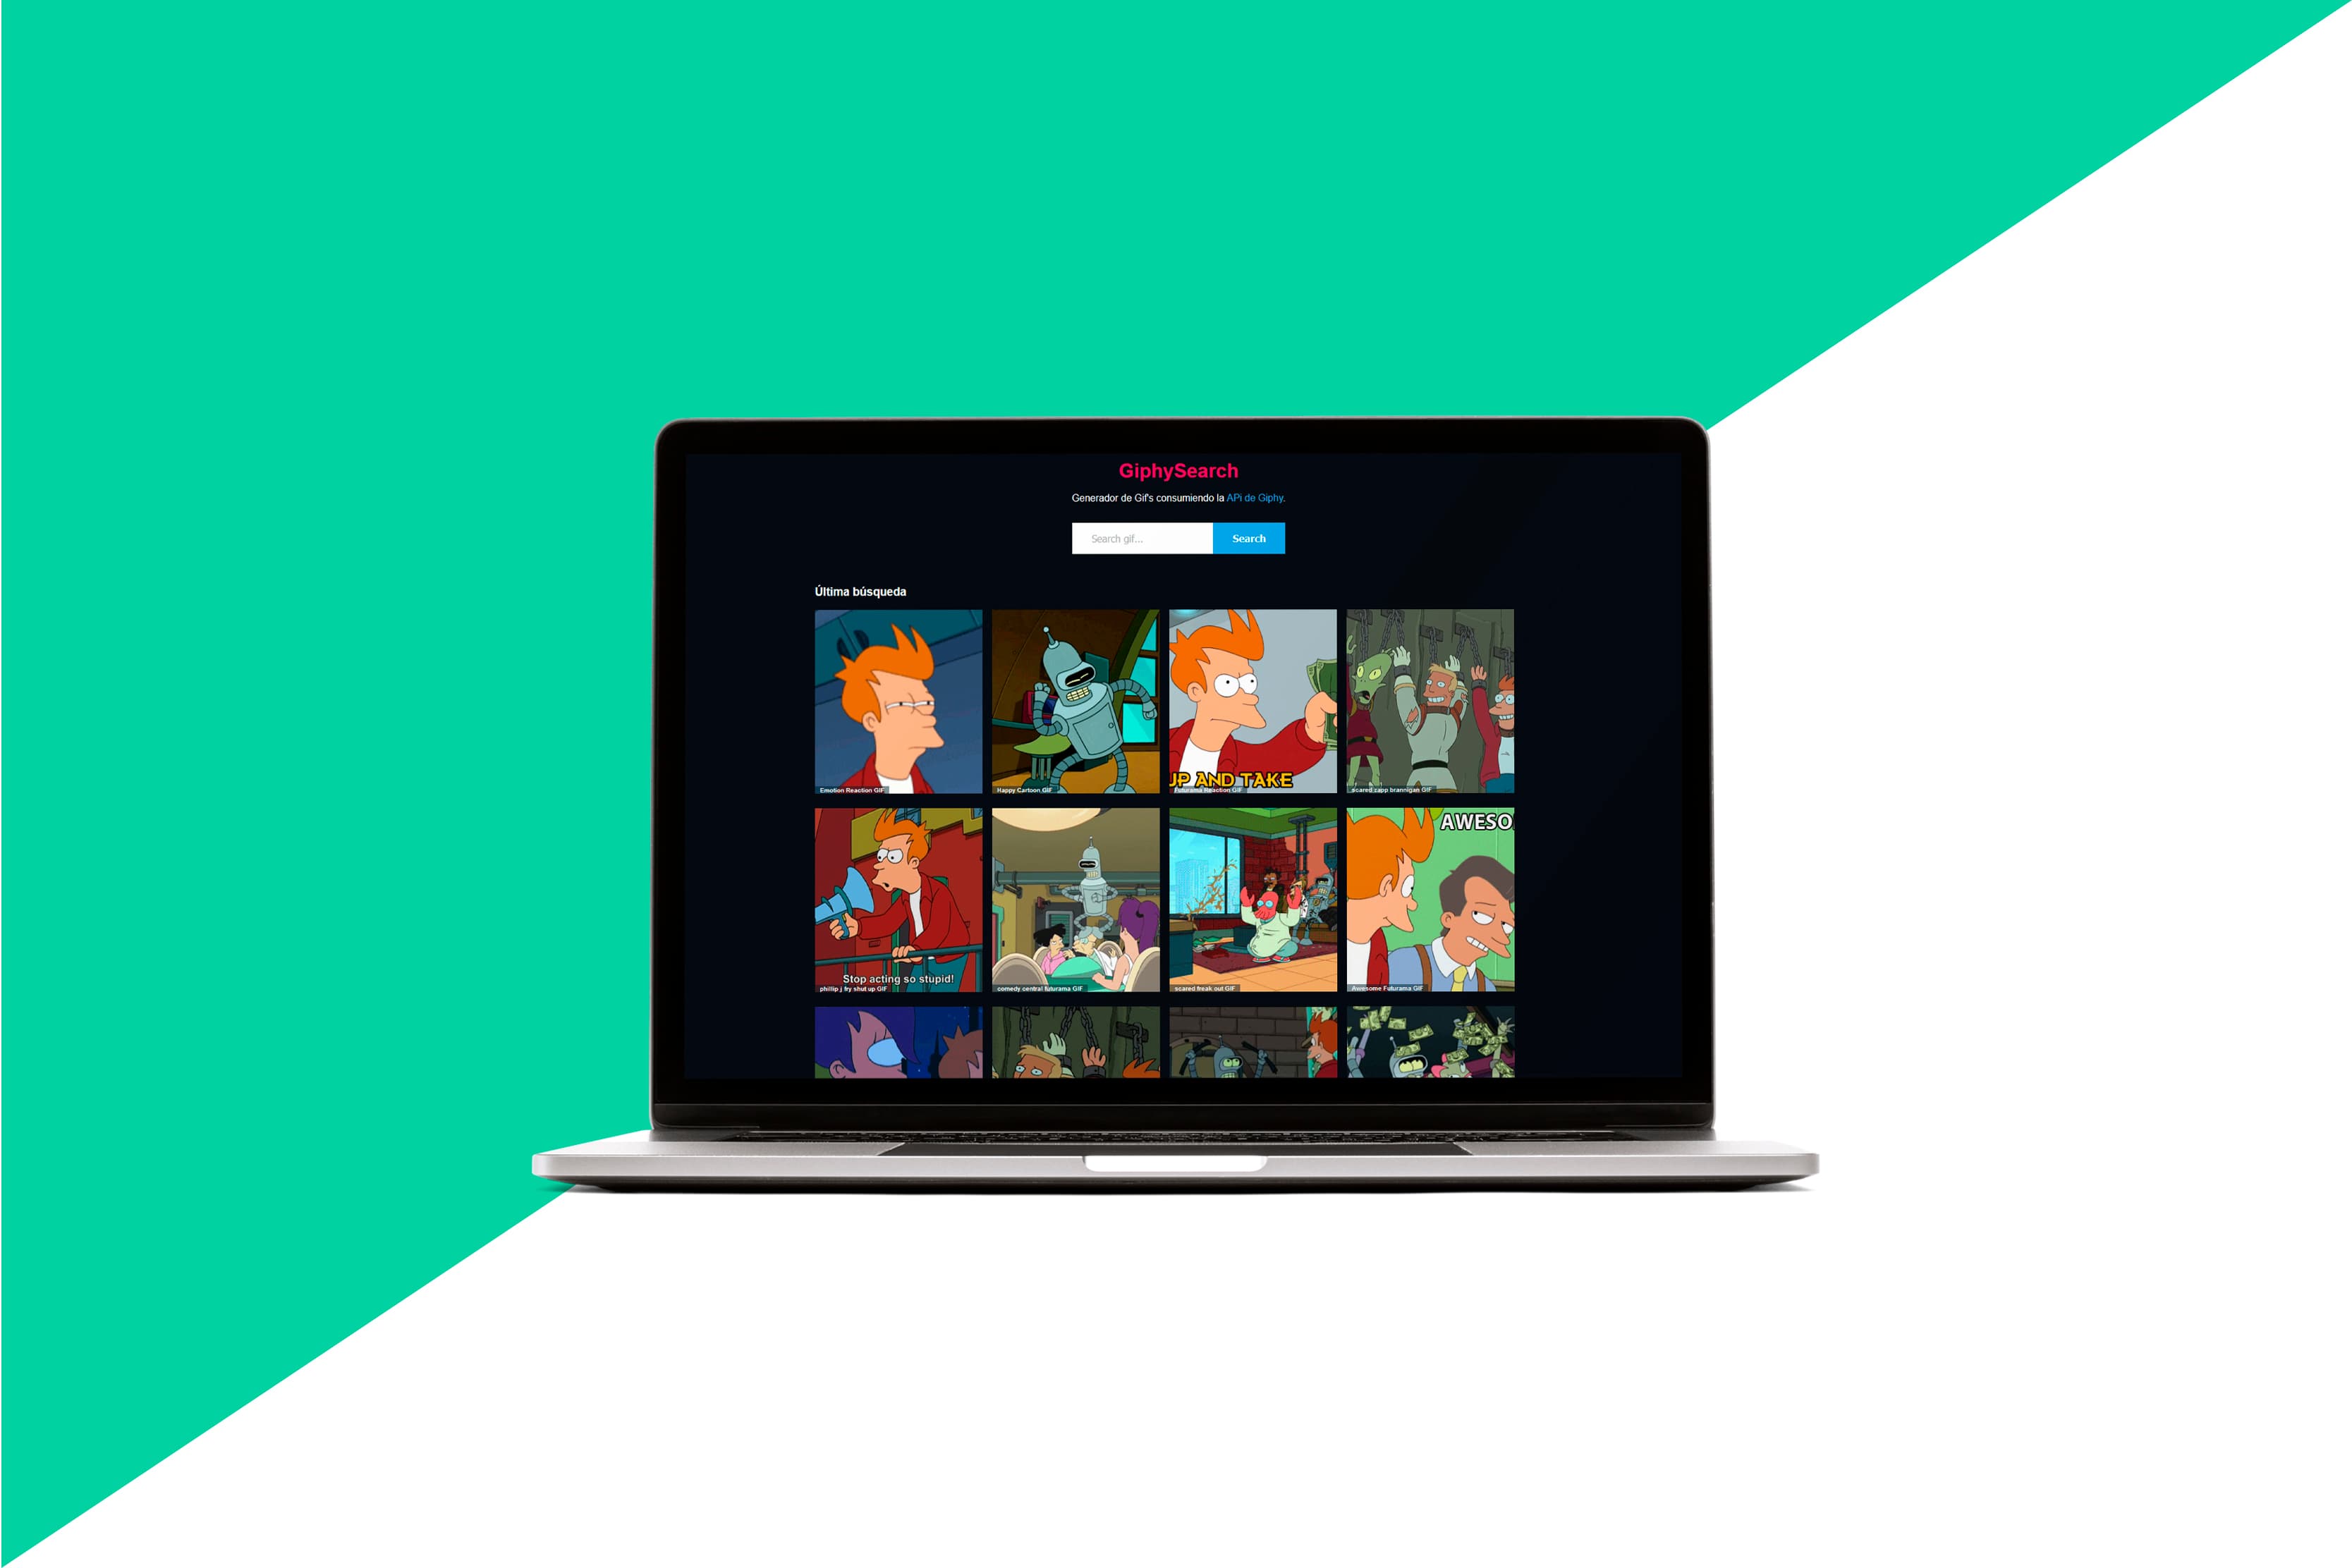 GiphySearch
Generador de Gif's consumiendo la APi de Giphy.
Search gif...
Search
Última búsqueda
UP AND TAKE
Emotion Reaction GIF
Happy Cartoon GIF
Futurama Reaction GIF
scared zapp brannigan GIF
AWESO
Stop acting so stupid!
phillip j fry shut up GIF
comedy central futurama GIF
scared freak out GIF
Awesome Futurama GIF